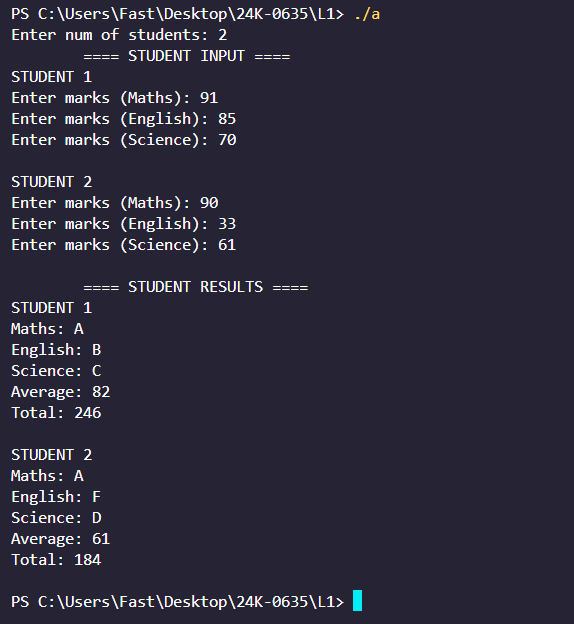 PS C:\Users\Fast\Desktop\24K-0635\L1> ./a
Enter num of students: 2
==== STUDENT INPUT ====
STUDENT 1
Enter marks (Maths): 91
Enter marks (English): 85
Enter marks (Science): 70
STUDENT 2
Enter marks (Maths): 90
Enter marks (English): 33
Enter marks (Science): 61
==== STUDENT RESULTS ====
STUDENT 1
Maths: A
English: B
Science: C
Average: 82
Total: 246
STUDENT 2
Maths: A
English: F
Science: D
Average: 61
Total: 184
PS C:\Users\Fast\Desktop\24K-0635\L1>